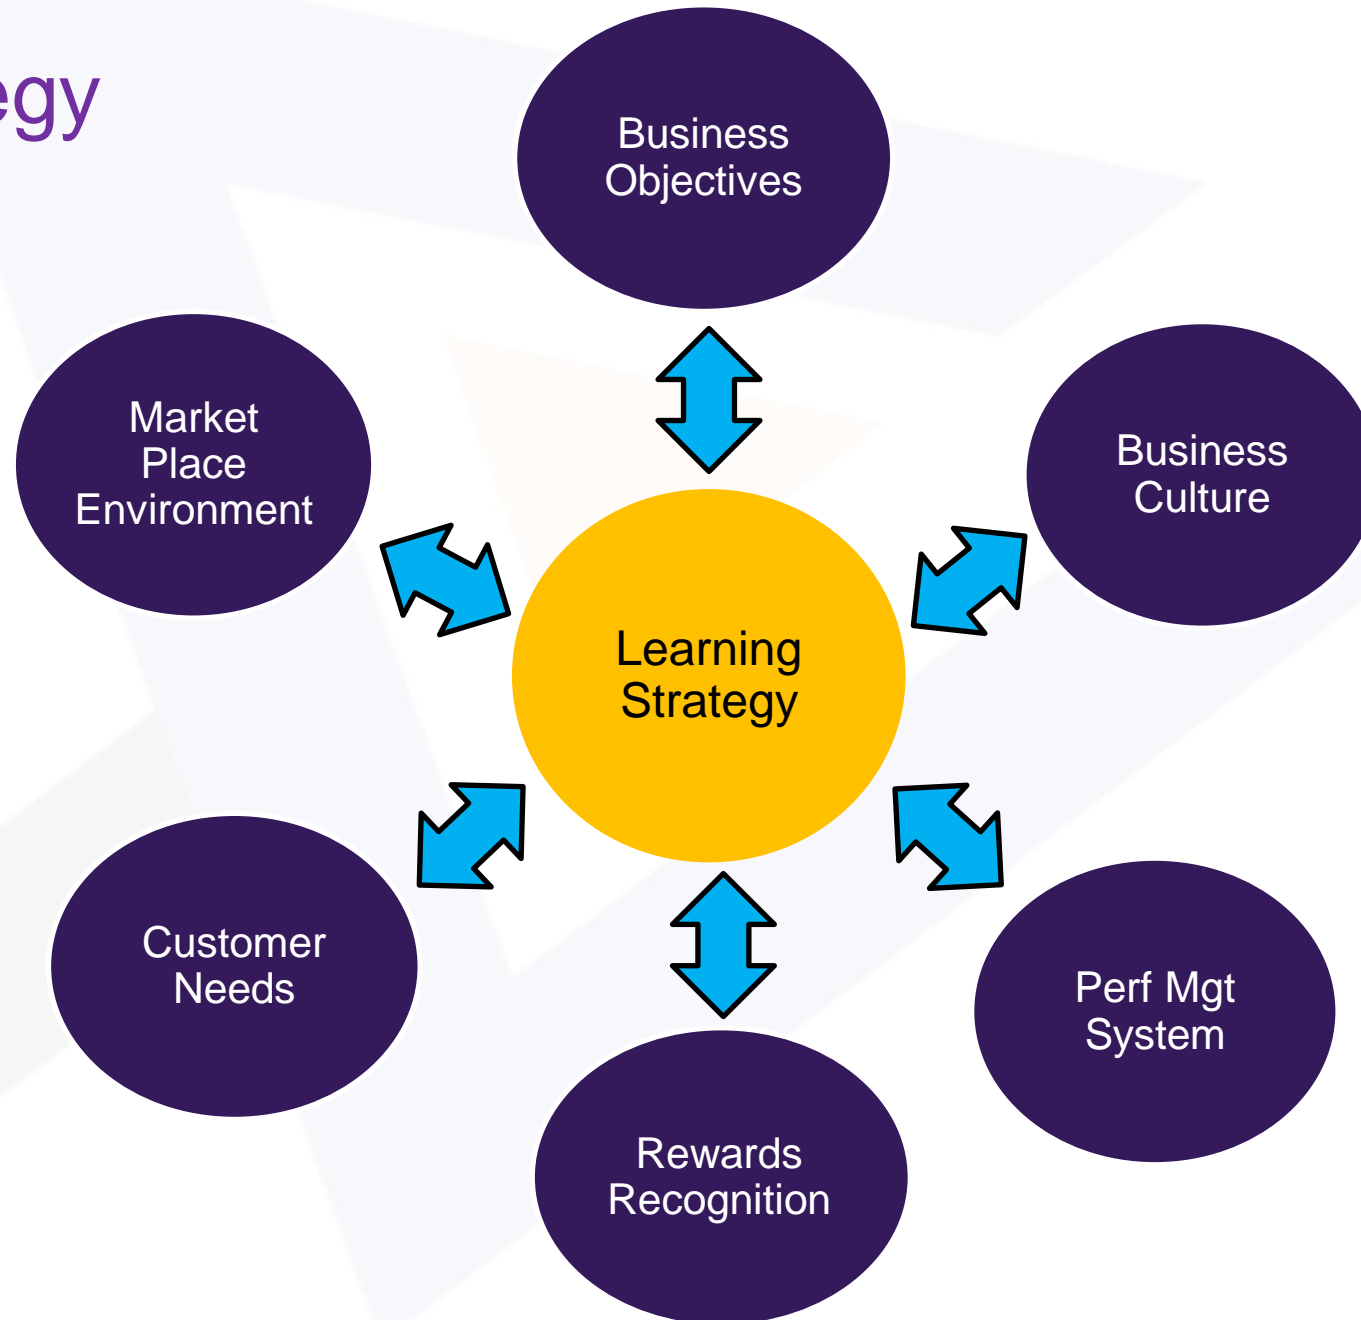 egy
Business
Objectives
Market
Place
Environment
Business
Culture
Learning
Strategy
Customer
Needs
Perf Mgt
System
Rewards
Recognition